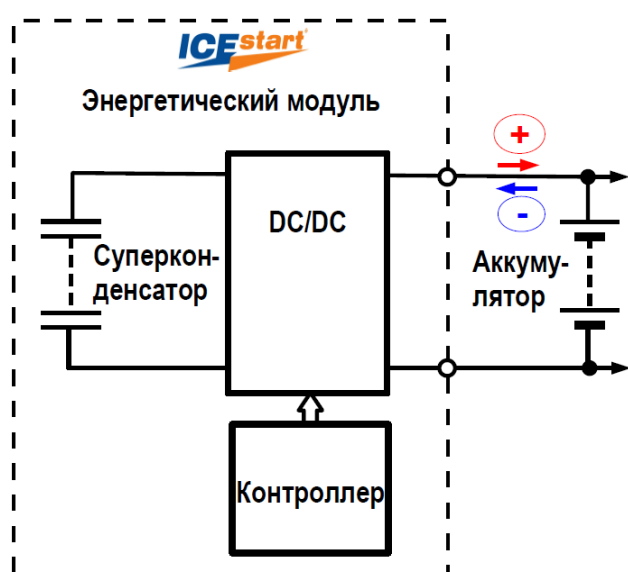 ICEstart
Энергетический модуль
+
DC/DC
-
Суперкон-
денсатор
Аккуму-
лятор
Контроллер